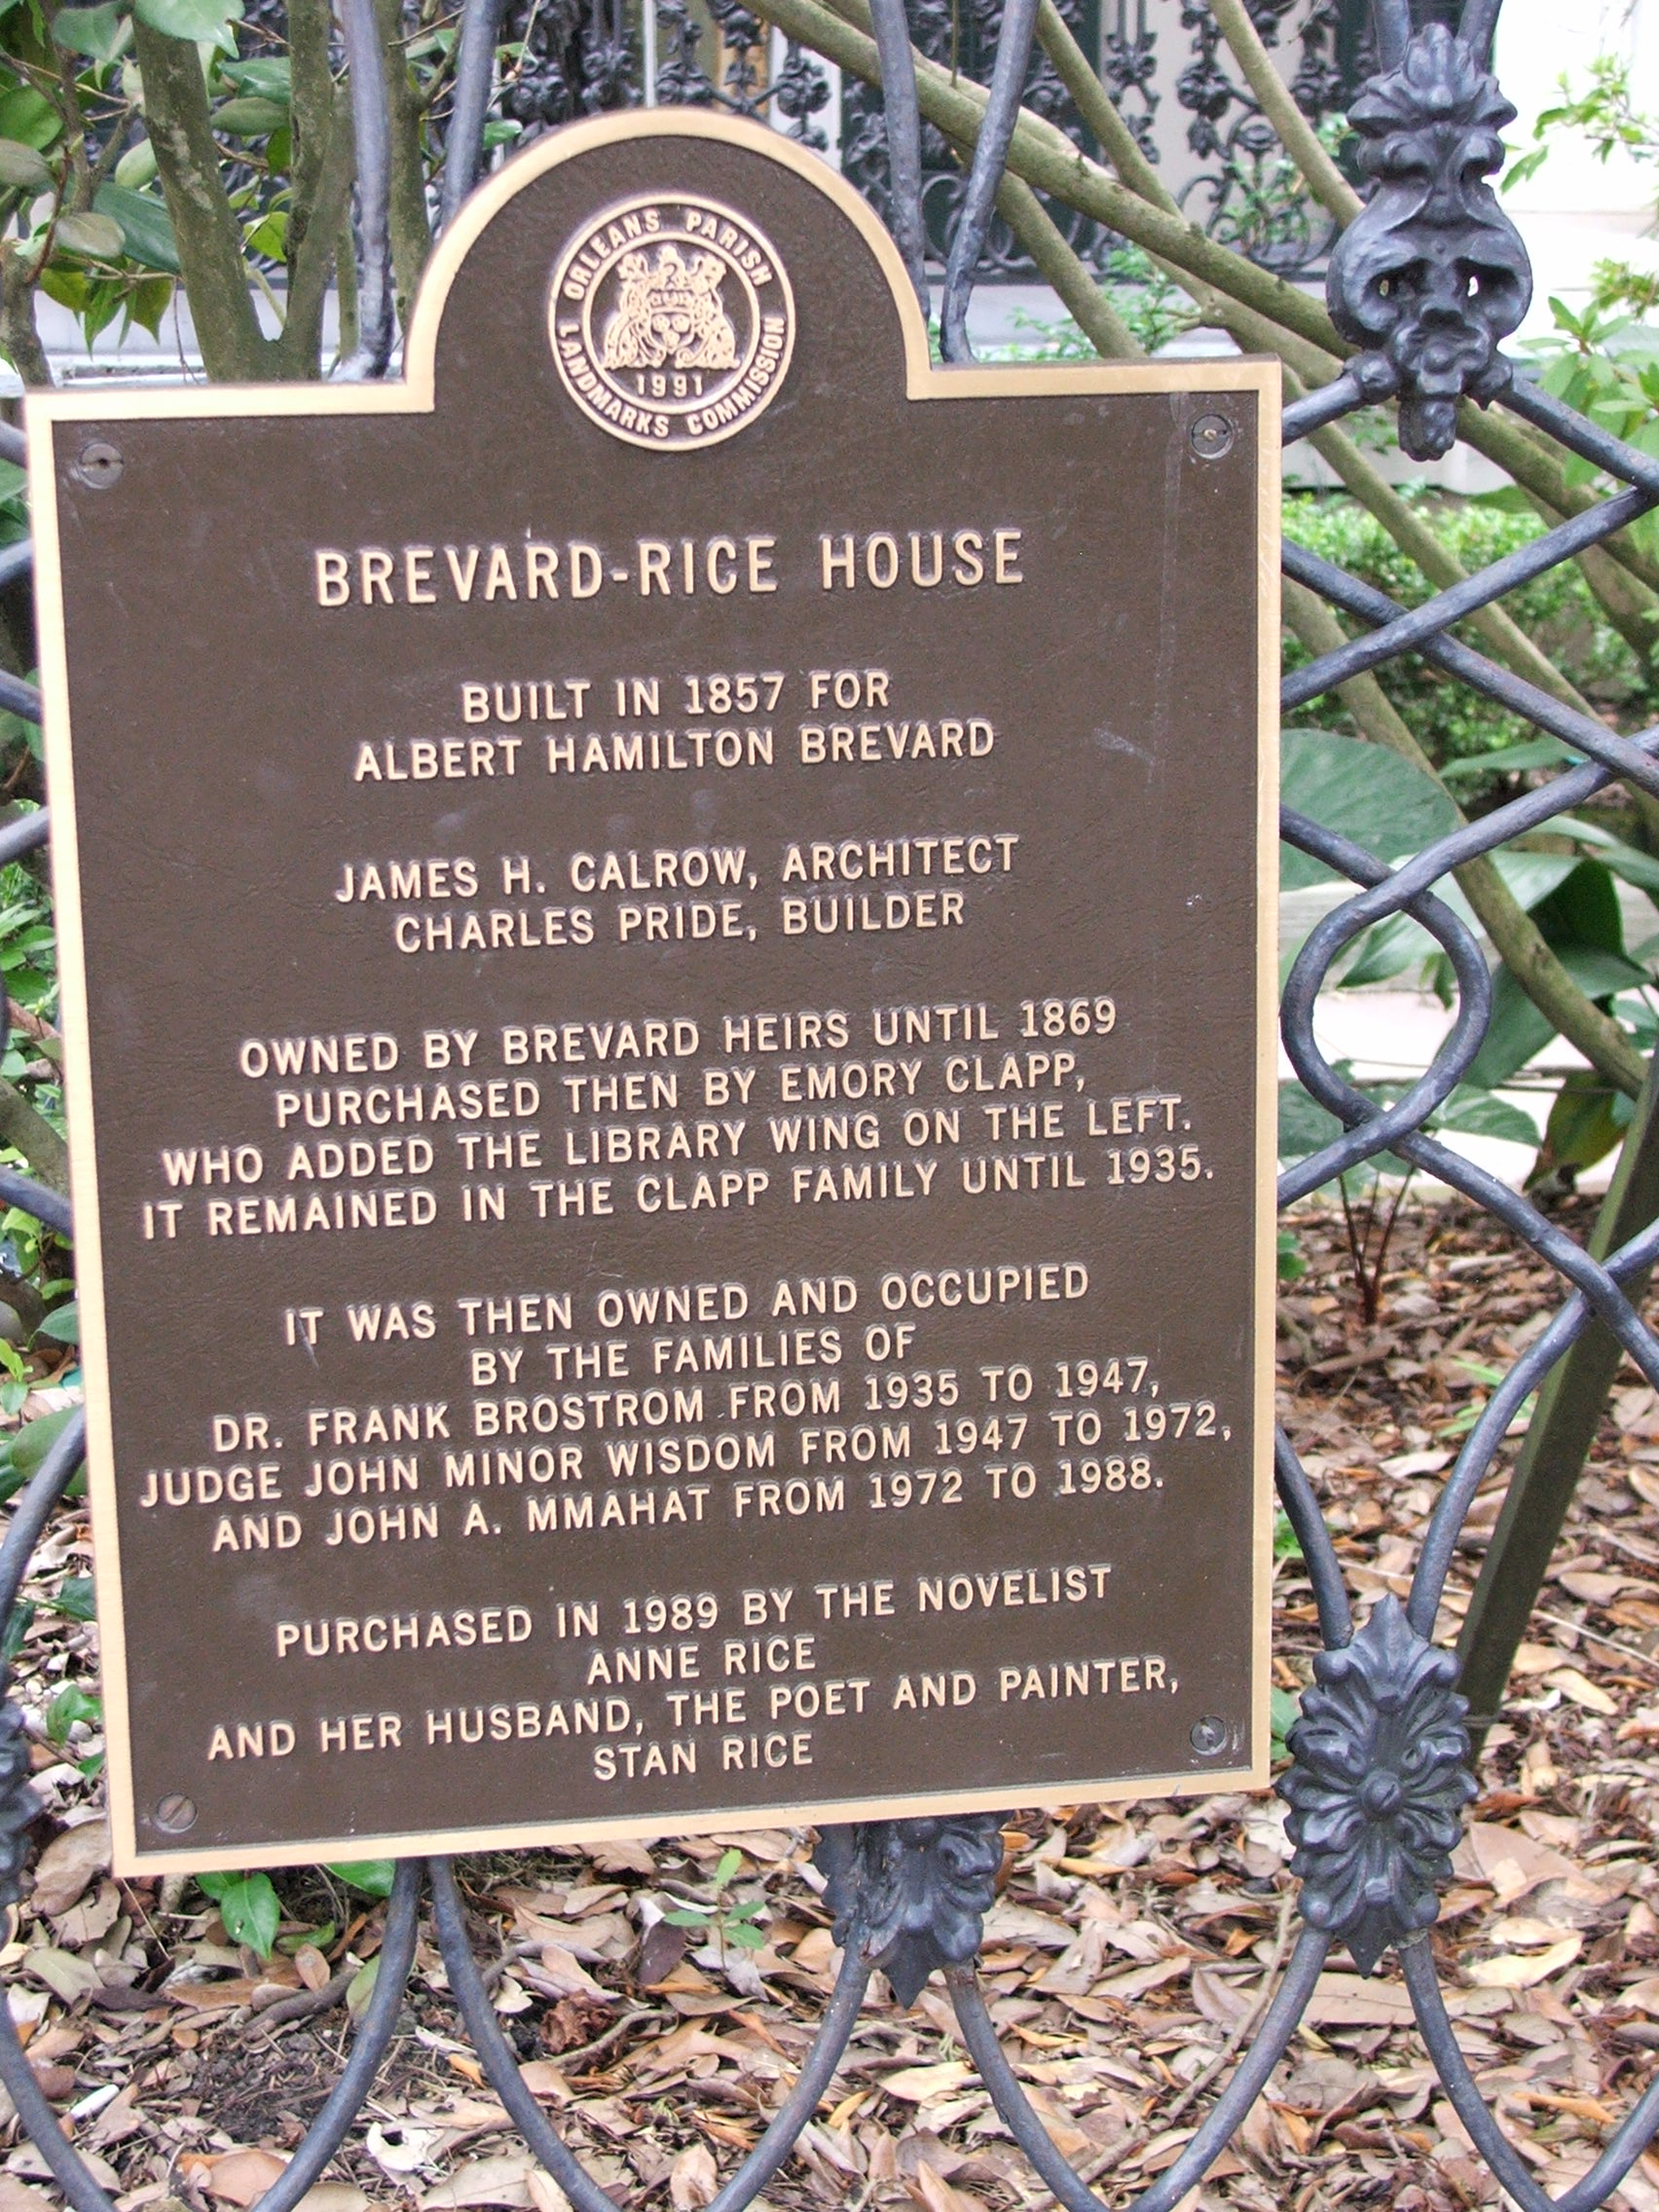 ORLEANS PARISH
LANDMARKS COMMISSION
1991
BREVARD-RICE HOUSE
BUILT IN 1857 FOR
ALBERT HAMILTON BREVARD
JAMES H. CALROW, ARCHITECT
CHARLES PRIDE, BUILDER
OWNED BY BREVARD HEIRS UNTIL 1869
PURCHASED THEN BY EMORY CLAPP,
WHO ADDED THE LIBRARY WING ON THE LEFT.
IT REMAINED IN THE CLAPP FAMILY UNTIL 1935.
IT WAS THEN OWNED AND OCCUPIED
BY THE FAMILIES OF
DR. FRANK BROSTROM FROM 1935 TO 1947,
JUDGE JOHN MINOR WISDOM FROM 1947 TO 1972,
AND JOHN A. MMAHAT FROM 1972 TO 1988.
PURCHASED IN 1989 BY THE NOVELIST
ANNE RICE
AND HER HUSBAND, THE POET AND PAINTER,
STAN RICE